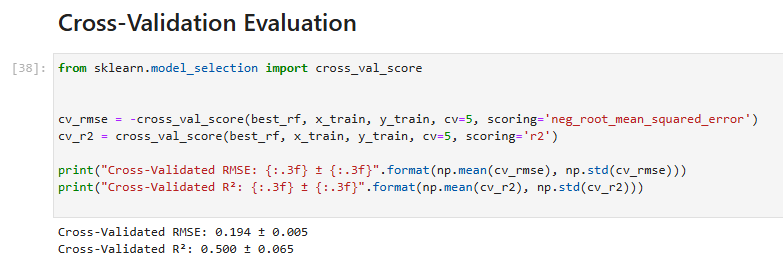 Cross-Validation Evaluation
[38]: from sklearn.model_selection import cross_val_score
cv_rmse = -cross_val_score(best_rf, x_train, y_train, cv=5, scoring='neg_root_mean_squared_error')
cv_r2 = cross_val_score(best_rf, x_train, y_train, cv=5, scoring='r2')
print("Cross-Validated RMSE: {:.3f} ± {:.3f}".format(np.mean(cv_rmse), np.std(cv_rmse)))
print("Cross-Validated R²: {:.3f} ± {:.3f}".format(np.mean(cv_r2), np.std(cv_r2)))
Cross-Validated RMSE: 0.194 ± 0.005
Cross-Validated R²: 0.500 ± 0.065